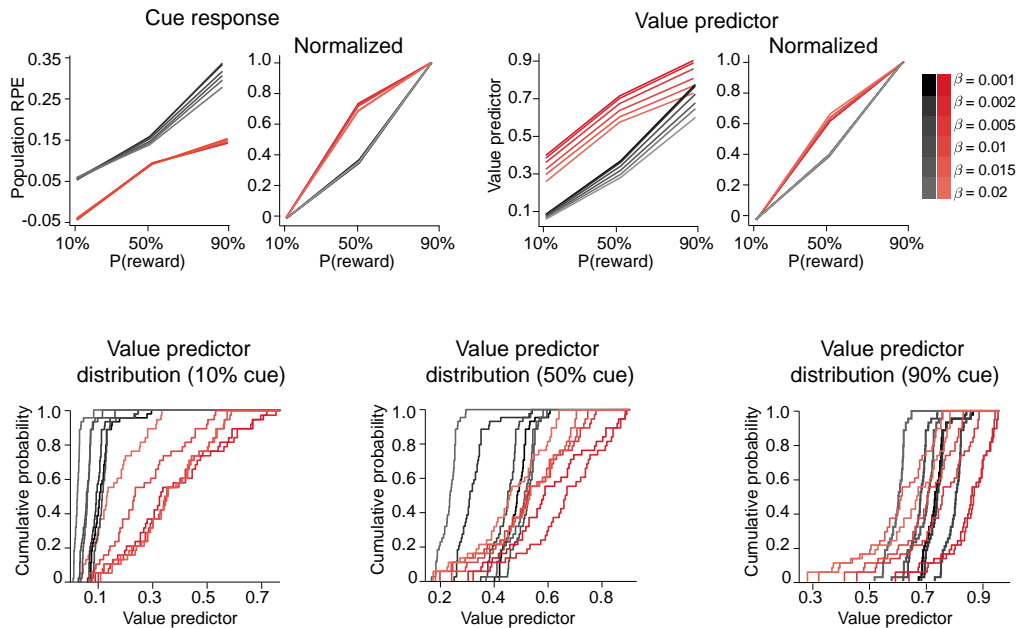 Cue response
Normalized
Population RPE
0.35
0.25
0.15
0.05
-0.05
10% 50% 90%
P(reward)
1.0
0.8
0.6
0.4
0.2
0
10% 50% 90%
P(reward)
Value predictor
Normalized
Value predictor
0.9
0.7
0.5
0.3
0.1
10% 50% 90%
P(reward)
1.0
0.8
0.6
0.4
0.2
0
10% 50% 90%
P(reward)
β = 0.001
β = 0.002
β = 0.005
β = 0.01
β = 0.015
β = 0.02
Value predictor
distribution (10% cue)
Cumulative probability
1.0
0.8
0.6
0.4
0.2
0
0.1 0.3 0.5 0.7
Value predictor
Value predictor
distribution (50% cue)
Cumulative probability
1.0
0.8
0.6
0.4
0.2
0
0.2 0.4 0.6 0.8
Value predictor
Value predictor
distribution (90% cue)
Cumulative probability
1.0
0.8
0.6
0.4
0.2
0
0.3 0.5 0.7 0.9
Value predictor